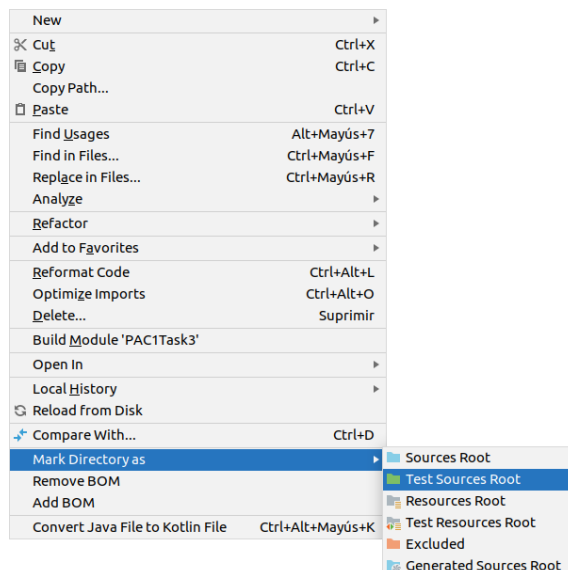 New
Cut Ctrl+X
Copy Ctrl+C
Copy Path...
Paste Ctrl+V
Find Usages Alt+Mayús+7
Find in Files... Ctrl+Mayús+F
Replace in Files... Ctrl+Mayús+R
Analyze
Refactor
Add to Favorites
Reformat Code Ctrl+Alt+L
Optimize Imports Ctrl+Alt+O
Delete... Suprimir
Build Module 'PAC1Task3'
Open In
Local History
Reload from Disk
Compare With... Ctrl+D
Mark Directory as
Remove BOM
Add BOM
Convert Java File to Kotlin File Ctrl+Alt+Mayús+K
Sources Root
Test Sources Root
Resources Root
Test Resources Root
Excluded
Generated Sources Root